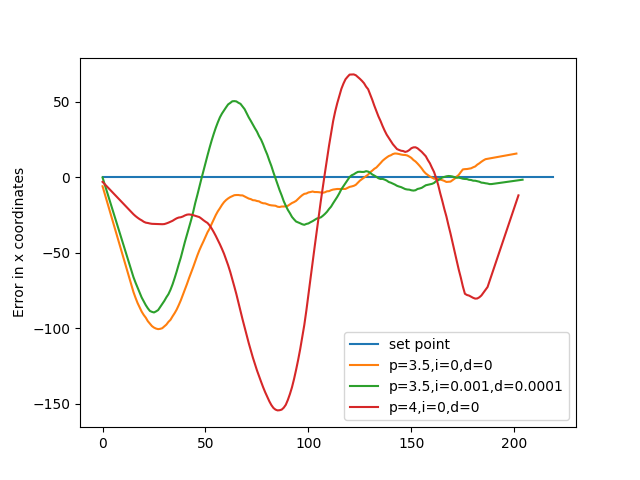 50
0
−50
−100
−150
Error in x coordinates
0
50
100
150
200
set point
p=3.5,i=0,d=0
p=3.5,i=0.001,d=0.0001
p=4,i=0,d=0